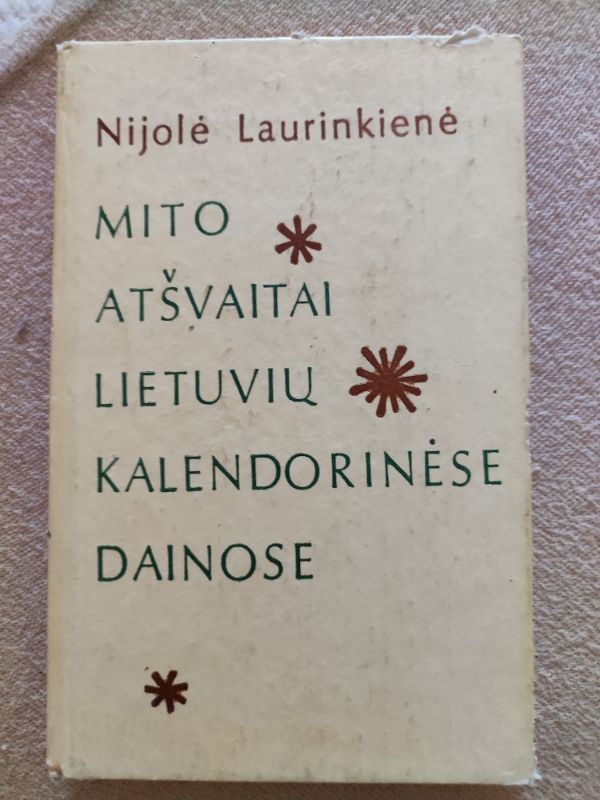 Nijolė Laurinkienė
MITO
ATŠVAITAI
LIETUVIŲ
KALENDORINĖSE
DAINOSE